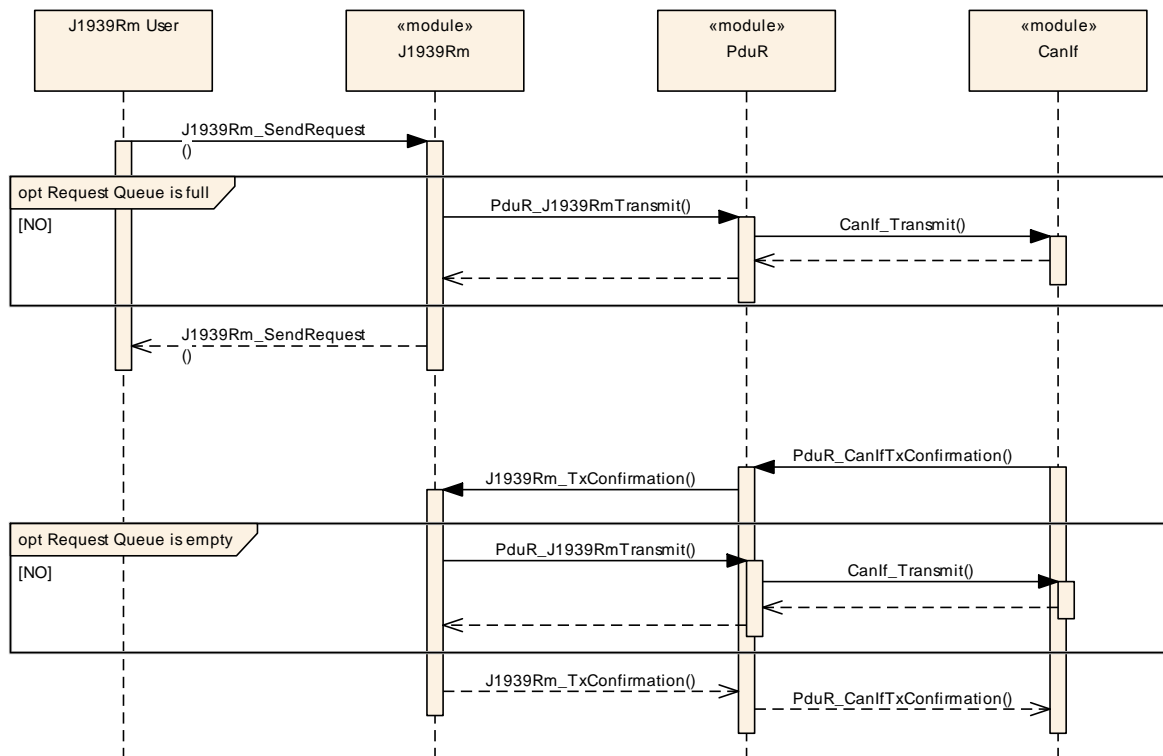 J1939Rm User
«module»
J1939Rm
«module»
PduR
«module»
CanIf
J1939Rm_SendRequest
()
opt Request Queue is full
[NO]
PduR_J1939RmTransmit()
CanIf_Transmit()
J1939Rm_SendRequest
()
PduR_CanIfTxConfirmation()
J1939Rm_TxConfirmation()
opt Request Queue is empty
[NO]
PduR_J1939RmTransmit()
CanIf_Transmit()
J1939Rm_TxConfirmation()
PduR_CanIfTxConfirmation()